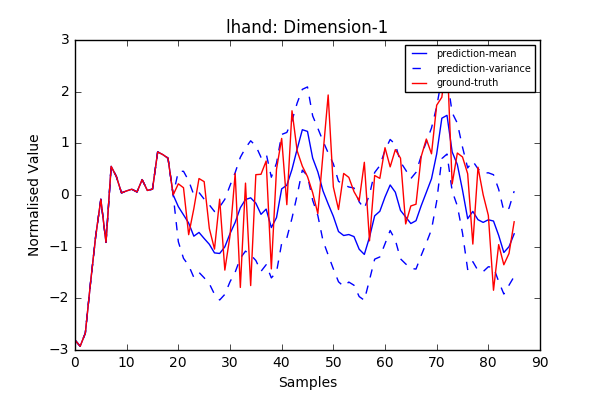 lhand: Dimension-1
prediction-mean
prediction-variance
ground-truth
Normalised Value
3
2
1
0
−1
−2
−3
0 10 20 30 40 50 60 70 80 90
Samples